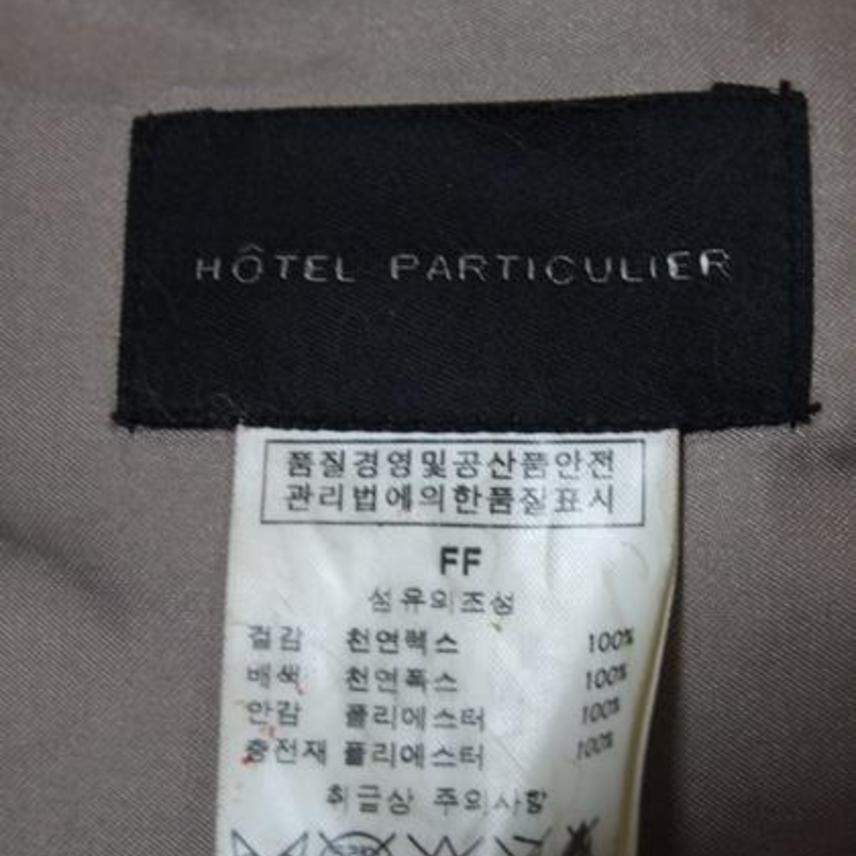 HÔTEL PARTICULIER
품질경영및공산품안전
관리법에의한품질표시
FF
섬유의조성
겉감 천연렉스 100%
배색 천연폭스 100%
안감 폴리에스터 100%
충전재 폴리에스터 100%
취급상 주의사항